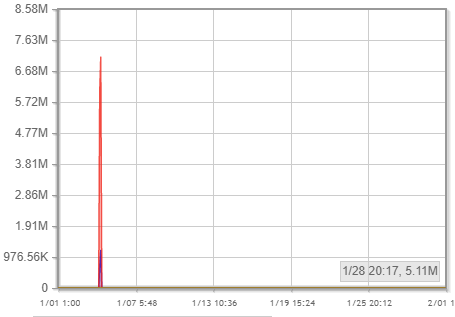 8.58M
7.63M
6.68M
5.72M
4.77M
3.81M
2.86M
1.91M
976.56K
0
1/28 20:17, 5.11M
1/01 1:00 1/07 5:48 1/13 10:36 1/19 15:24 1/25 20:12 2/01 1